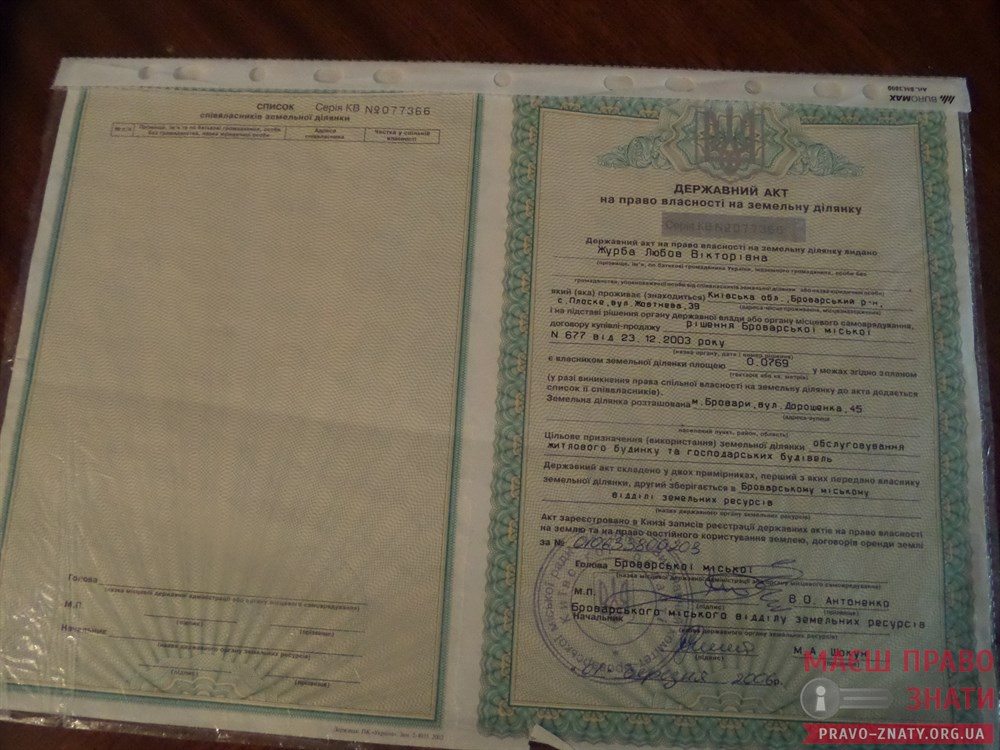 BUROMAX
СПИСОК Серія КВ №077366
співвласників земельної ділянки
№ п/п Прізвище, ім'я та по батькові громадянина, особи без громадянства, назва юридичної особи
Адреса співвласника
Частка у спільній власності
Голова
(назва місцевої державної адміністрації або органу місцевого самоврядування)
М.П.
(підпис) (прізвище)
Начальник
(назва державного органу земельних ресурсів)
(підпис) (прізвище)
ДЕРЖАВНИЙ АКТ
на право власності на земельну ділянку
Серія КВ №077366
Державний акт на право власності на земельну ділянку видано
Журба Любов Вікторівна
(прізвище, ім'я, по батькові громадянина України, іноземного громадянина, особи без
громадянства, уповноваженої особи від співвласників земельної ділянки або назва юридичної особи)
який (яка) проживає (знаходиться) Київська обл.,Броварський р-н,
с.Плоске,вул.Жовтнева,39
(адреса місця проживання, місцезнаходження)
і на підставі рішення органу державної влади або органу місцевого самоврядування,
договору купівлі-продажу рішення Броварської міської
N 677 від 23.12.2003 року
(назва органу, дата і номер рішення)
є власником земельної ділянки площею 0.0769 у межах згідно з планом
(гектарів або кв. метрів)
(у разі виникнення права спільної власності на земельну ділянку до акта додається
список її співвласників).
Земельна ділянка розташована м.Бровари,вул.Дорошенка,45
(адреса-вулиця
населений пункт, район, область)
Цільове призначення (використання) земельної ділянки обслуговування
житлового будинку та господарських будівель
Державний акт складено у двох примірниках, перший з яких передано власнику
земельної ділянки, другий зберігається в Броварському міському
відділі земельних ресурсів
(назва державного органу земельних ресурсів)
Акт зареєстровано в Книзі записів реєстрації державних актів на право власності
на землю та на право постійного користування землею, договорів оренди землі
за №
Голова Броварської міської
(назва місцевої державної адміністрації або органу місцевого самоврядування)
М.П. В.О. Антоненко
(підпис) (прізвище)
Броварського міського відділу земельних ресурсів
Начальник
(назва державного органу земельних ресурсів)
М.А. Шокун
(підпис)
березня 2006р.
МАЄШ ПРАВО
ЗНАТИ
PRAVO-ZNATY.ORG.UA